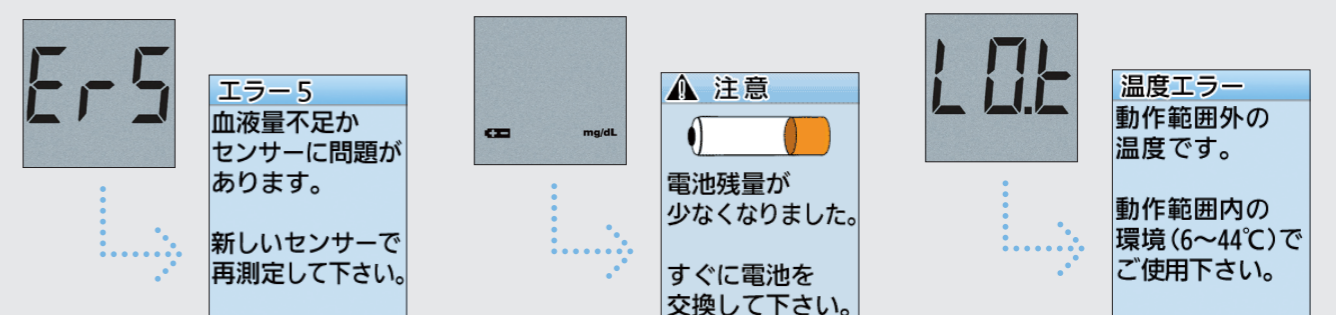 Er5
エラー5
血液量不足か
センサーに問題が
あります。
新しいセンサーで
再測定して下さい。
mg/dL
注意
電池残量が
少なくなりました。
すぐに電池を
交換して下さい。
LO.t
温度エラー
動作範囲外の
温度です。
動作範囲内の
環境(6～44℃)で
ご使用下さい。